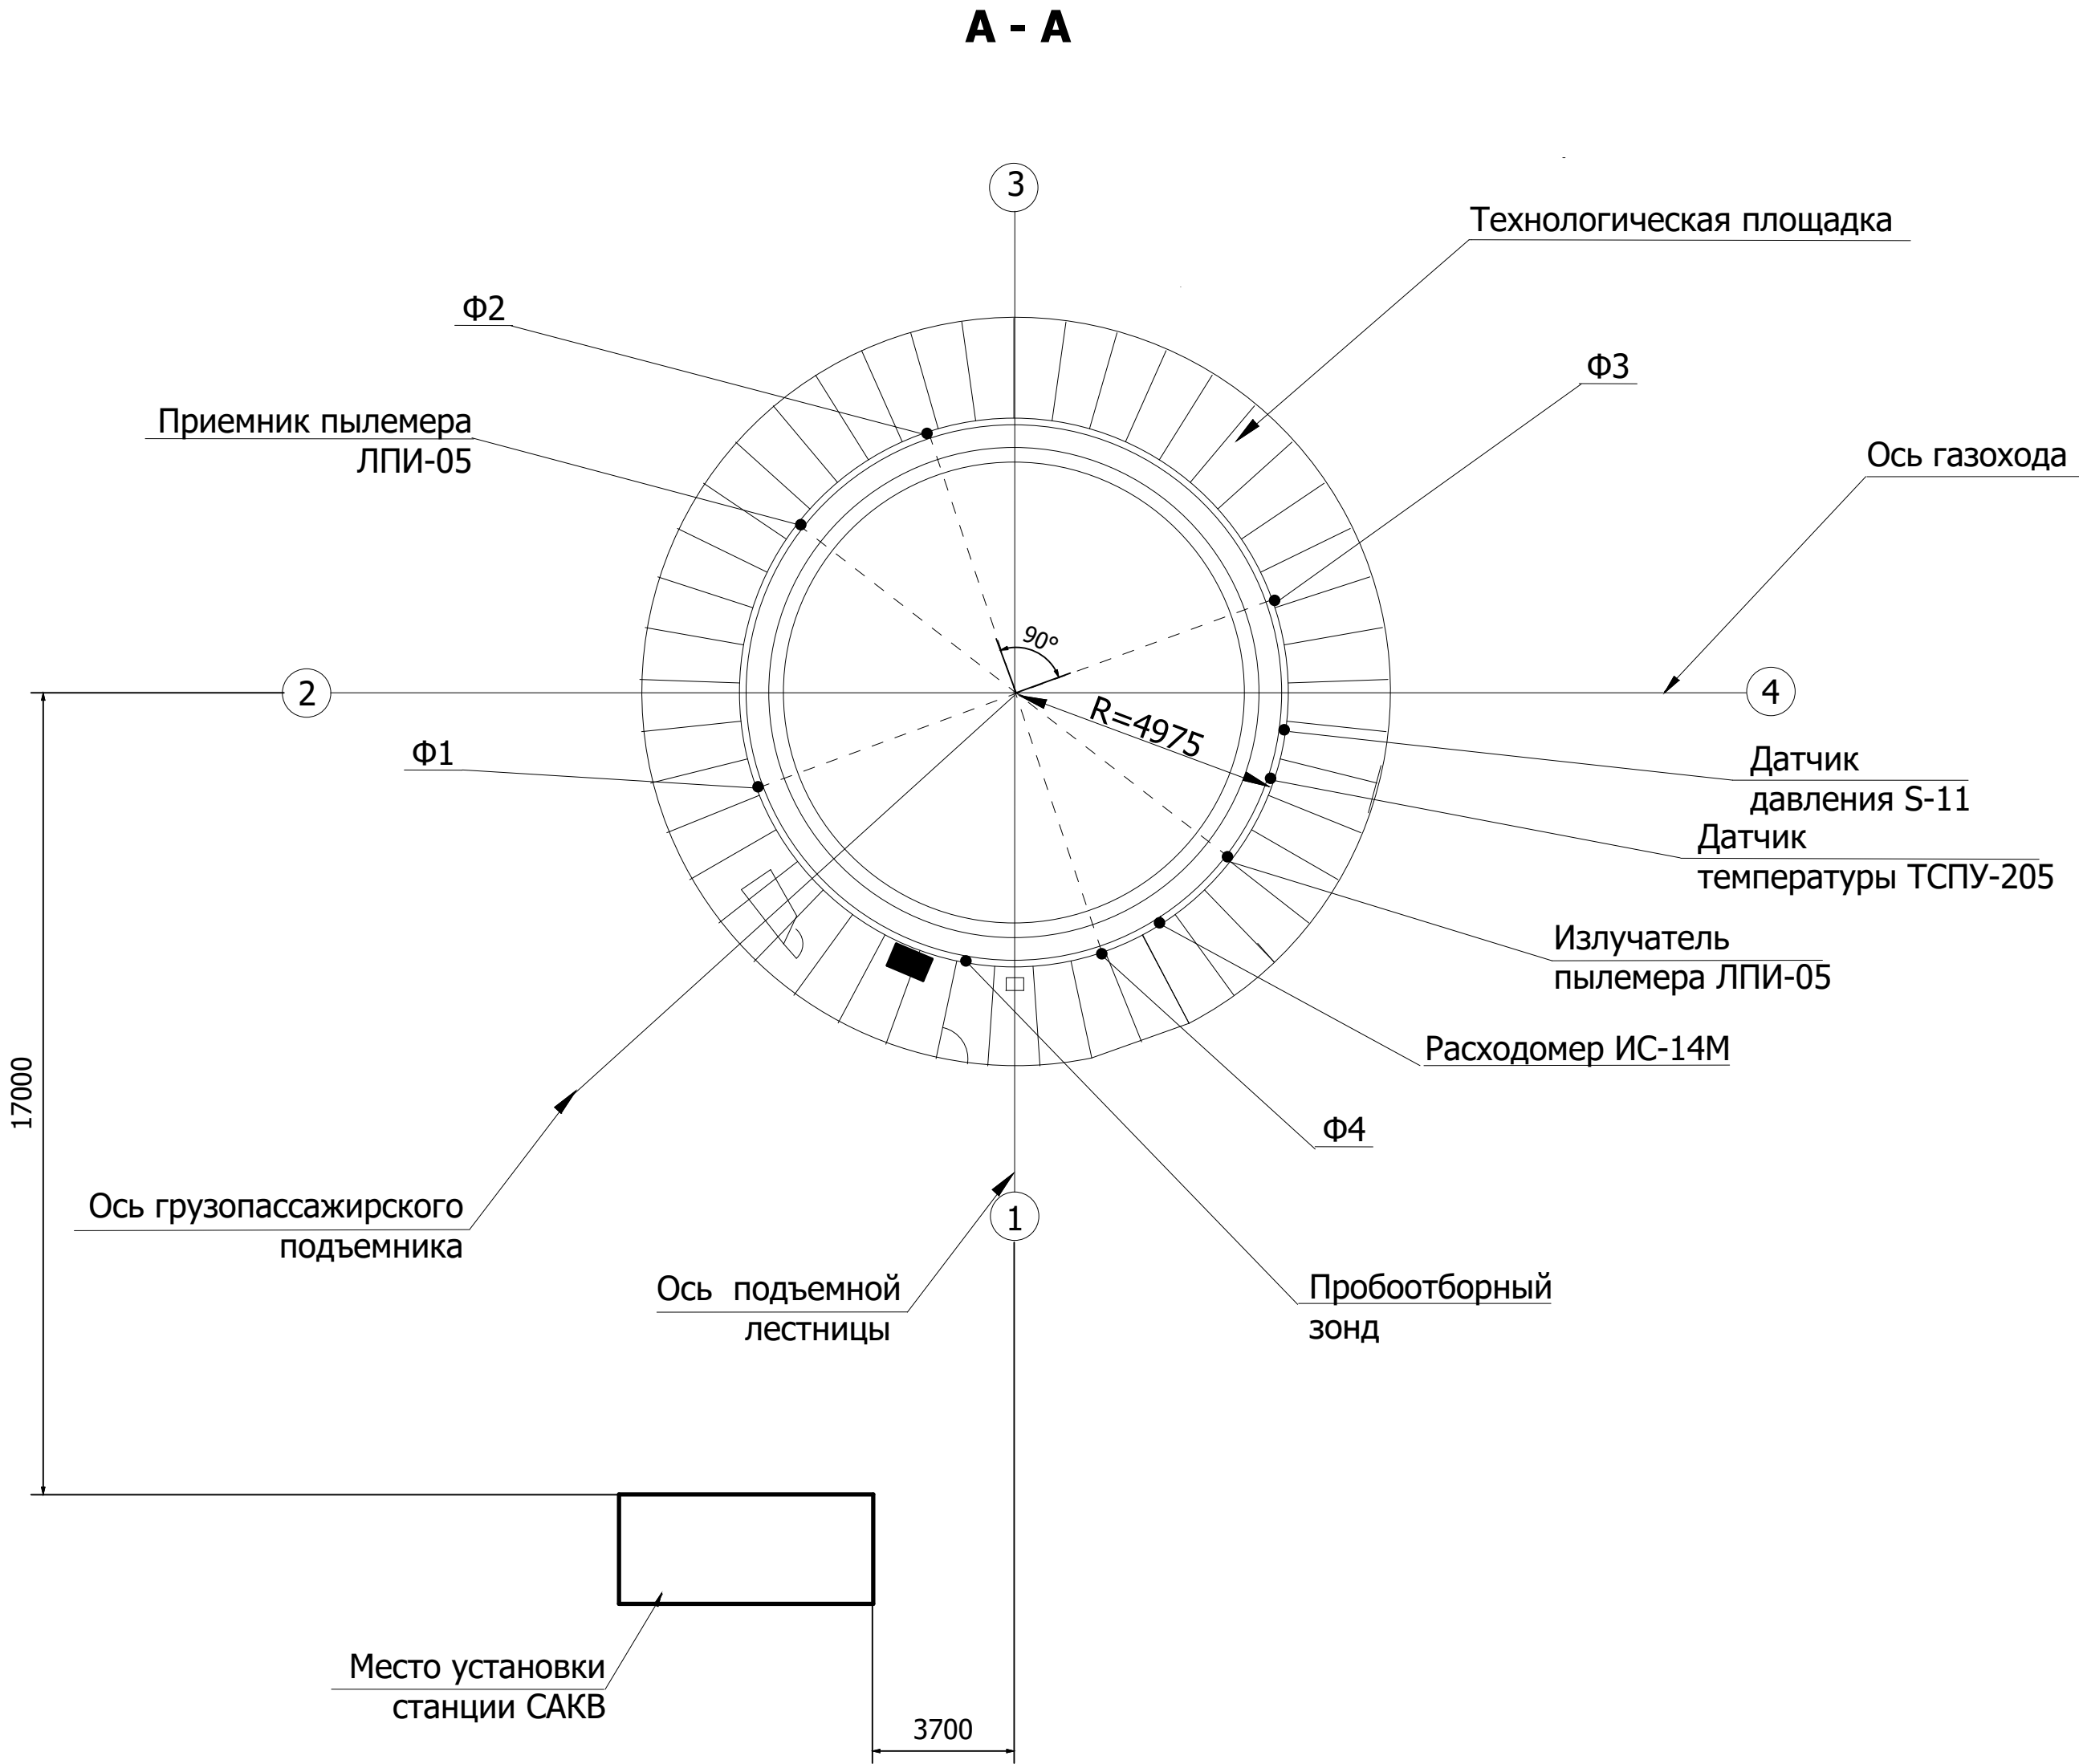 А - А
3
Технологическая площадка
Ф2
Ф3
Приемник пылемера
ЛПИ-05
Ось газохода
90°
2
4
R=4975
Ф1
Датчик
давления S-11
Датчик
температуры ТСПУ-205
Излучатель
пылемера ЛПИ-05
Расходомер ИС-14М
17000
Ф4
Ось грузопассажирского
подъемника
1
Ось подъемной
лестницы
Пробоотборный
зонд
Место установки
станции САКВ
3700